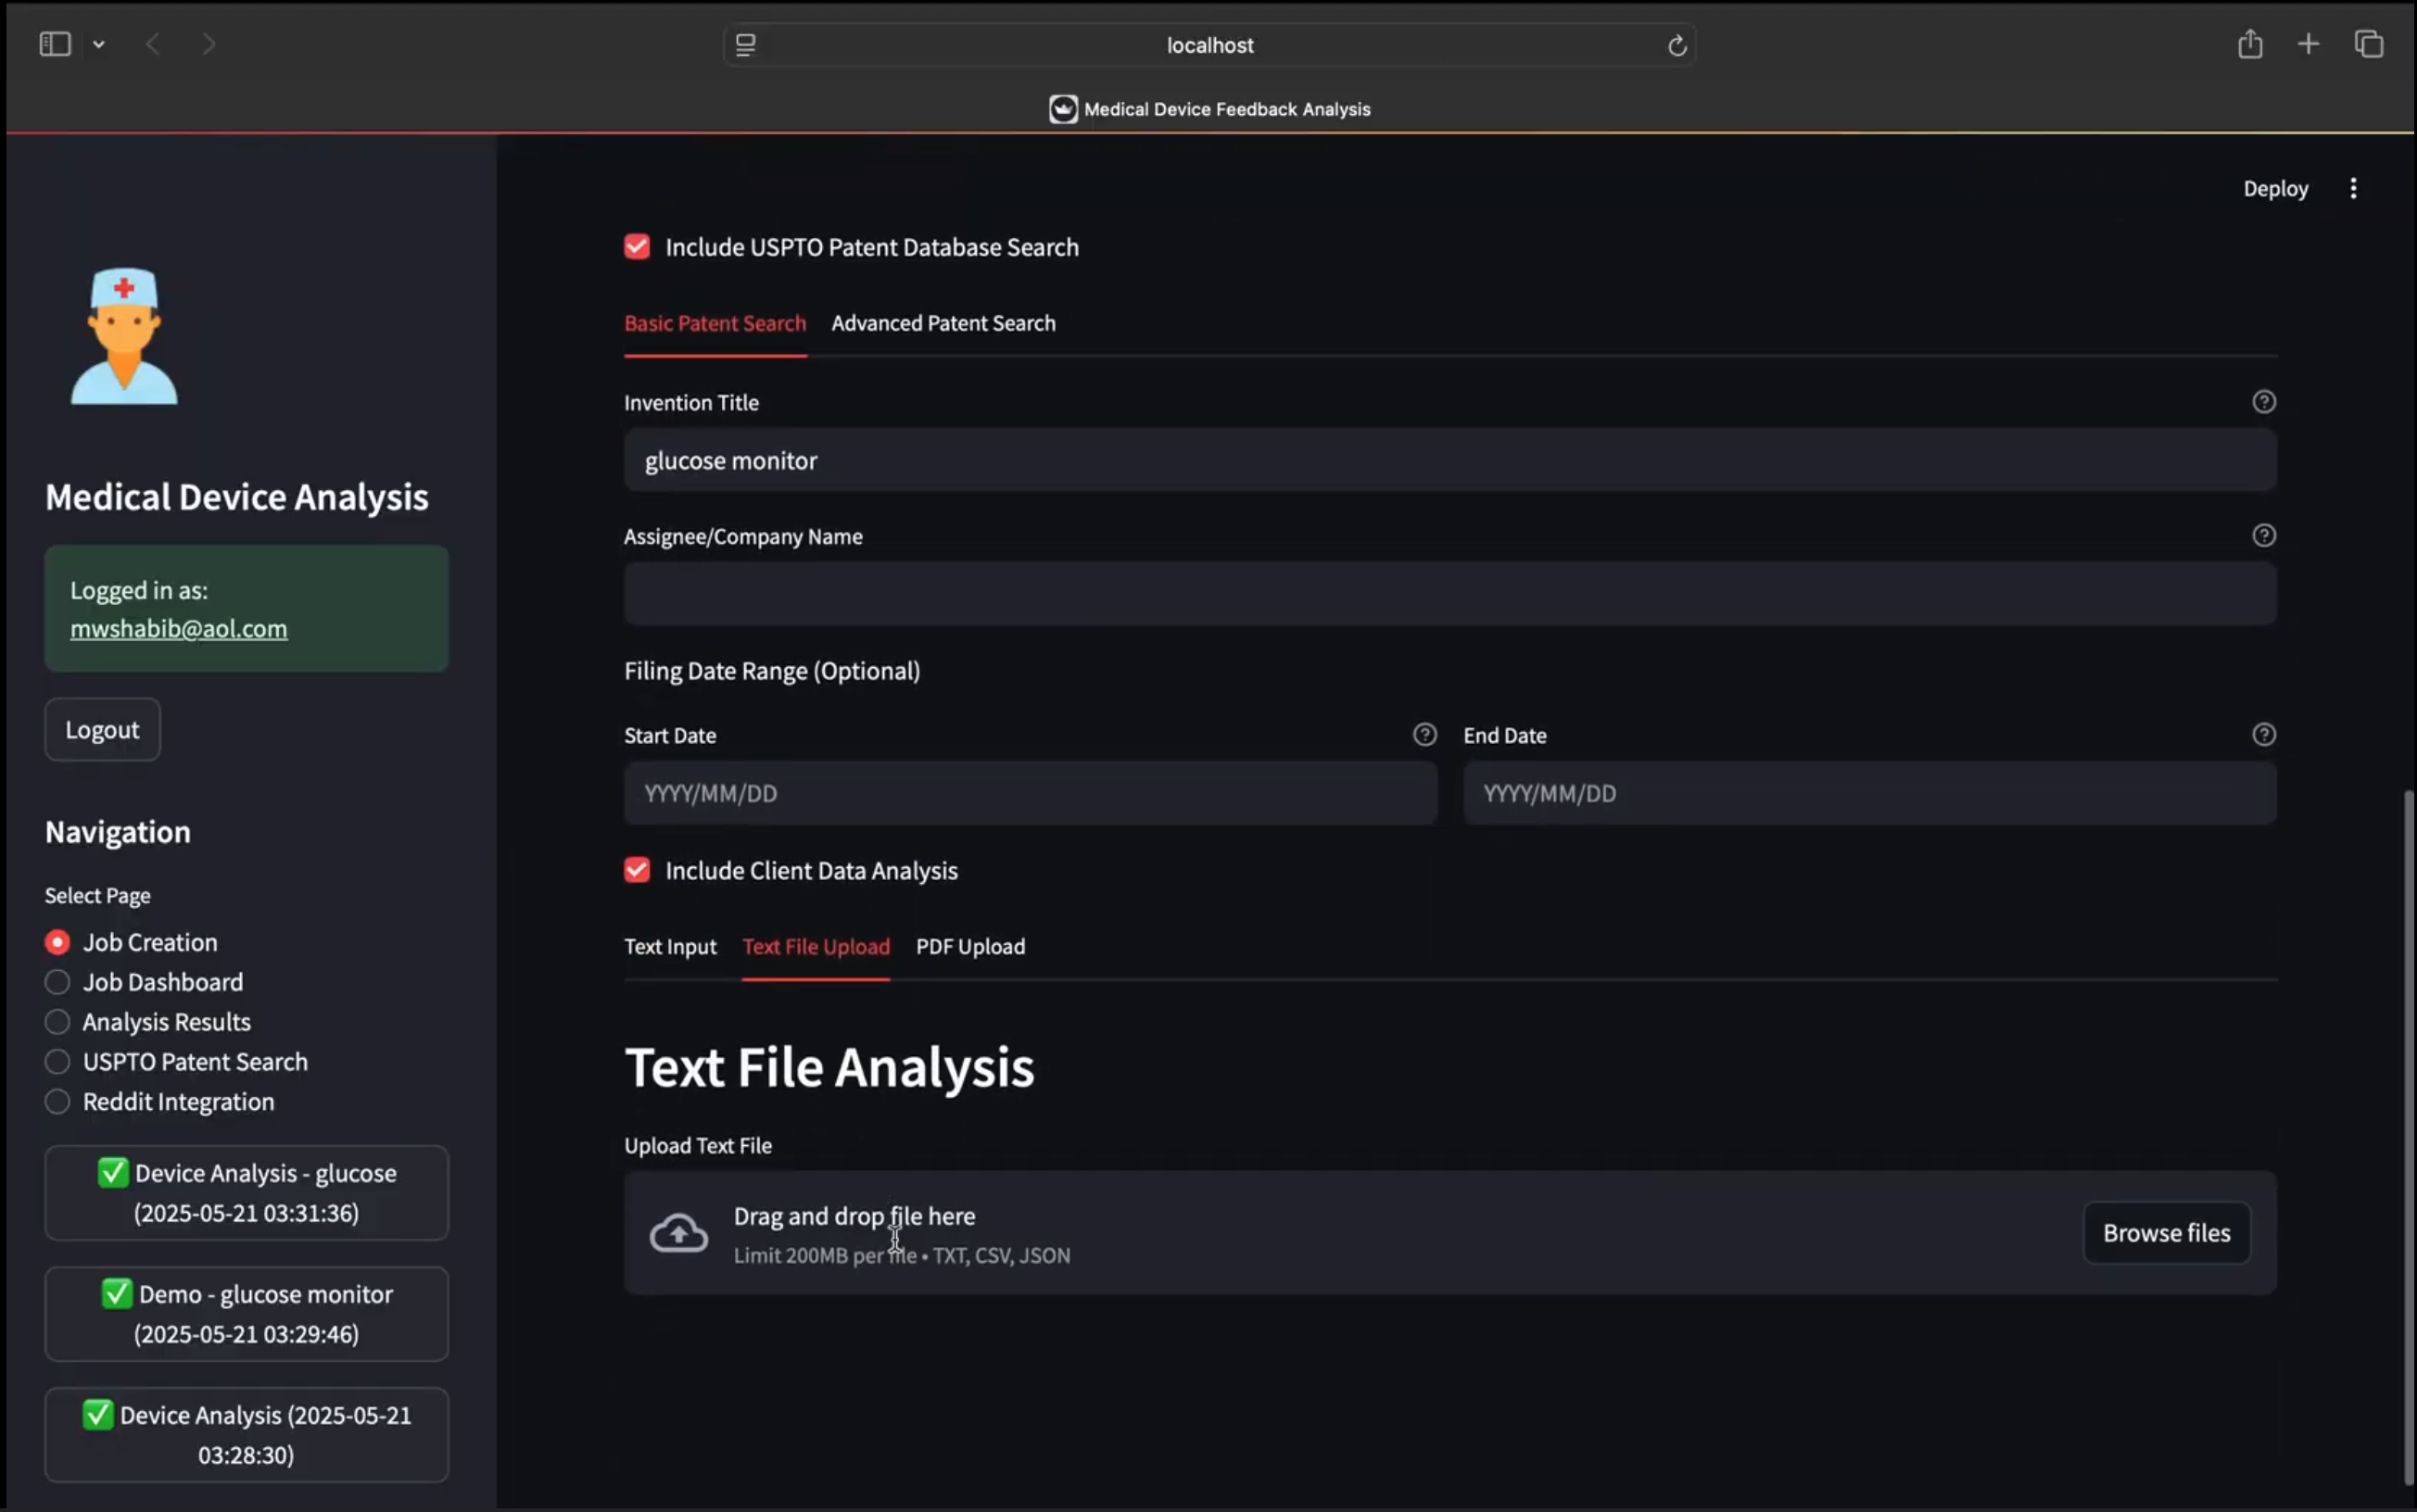 localhost
Medical Device Feedback Analysis
Deploy
Medical Device Analysis
Logged in as:
mwshabib@aol.com
Logout
Navigation
Select Page
Job Creation
Job Dashboard
Analysis Results
USPTO Patent Search
Reddit Integration
✅ Device Analysis - glucose
(2025-05-21 03:31:36)
✅ Demo - glucose monitor
(2025-05-21 03:29:46)
✅ Device Analysis (2025-05-21
03:28:30)
Include USPTO Patent Database Search
Basic Patent Search Advanced Patent Search
Invention Title
glucose monitor
Assignee/Company Name
Filing Date Range (Optional)
Start Date End Date
YYYY/MM/DD YYYY/MM/DD
Include Client Data Analysis
Text Input Text File Upload PDF Upload
Text File Analysis
Upload Text File
Drag and drop file here
Limit 200MB per file • TXT, CSV, JSON
Browse files